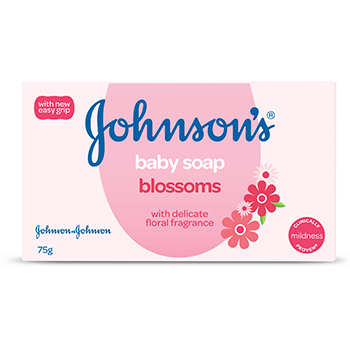 with new
easy grip
Johnson's®
baby soap
blossoms
with delicate
floral fragrance
Johnson & Johnson
75g
CLINICALLY
mildness
PROVEN†